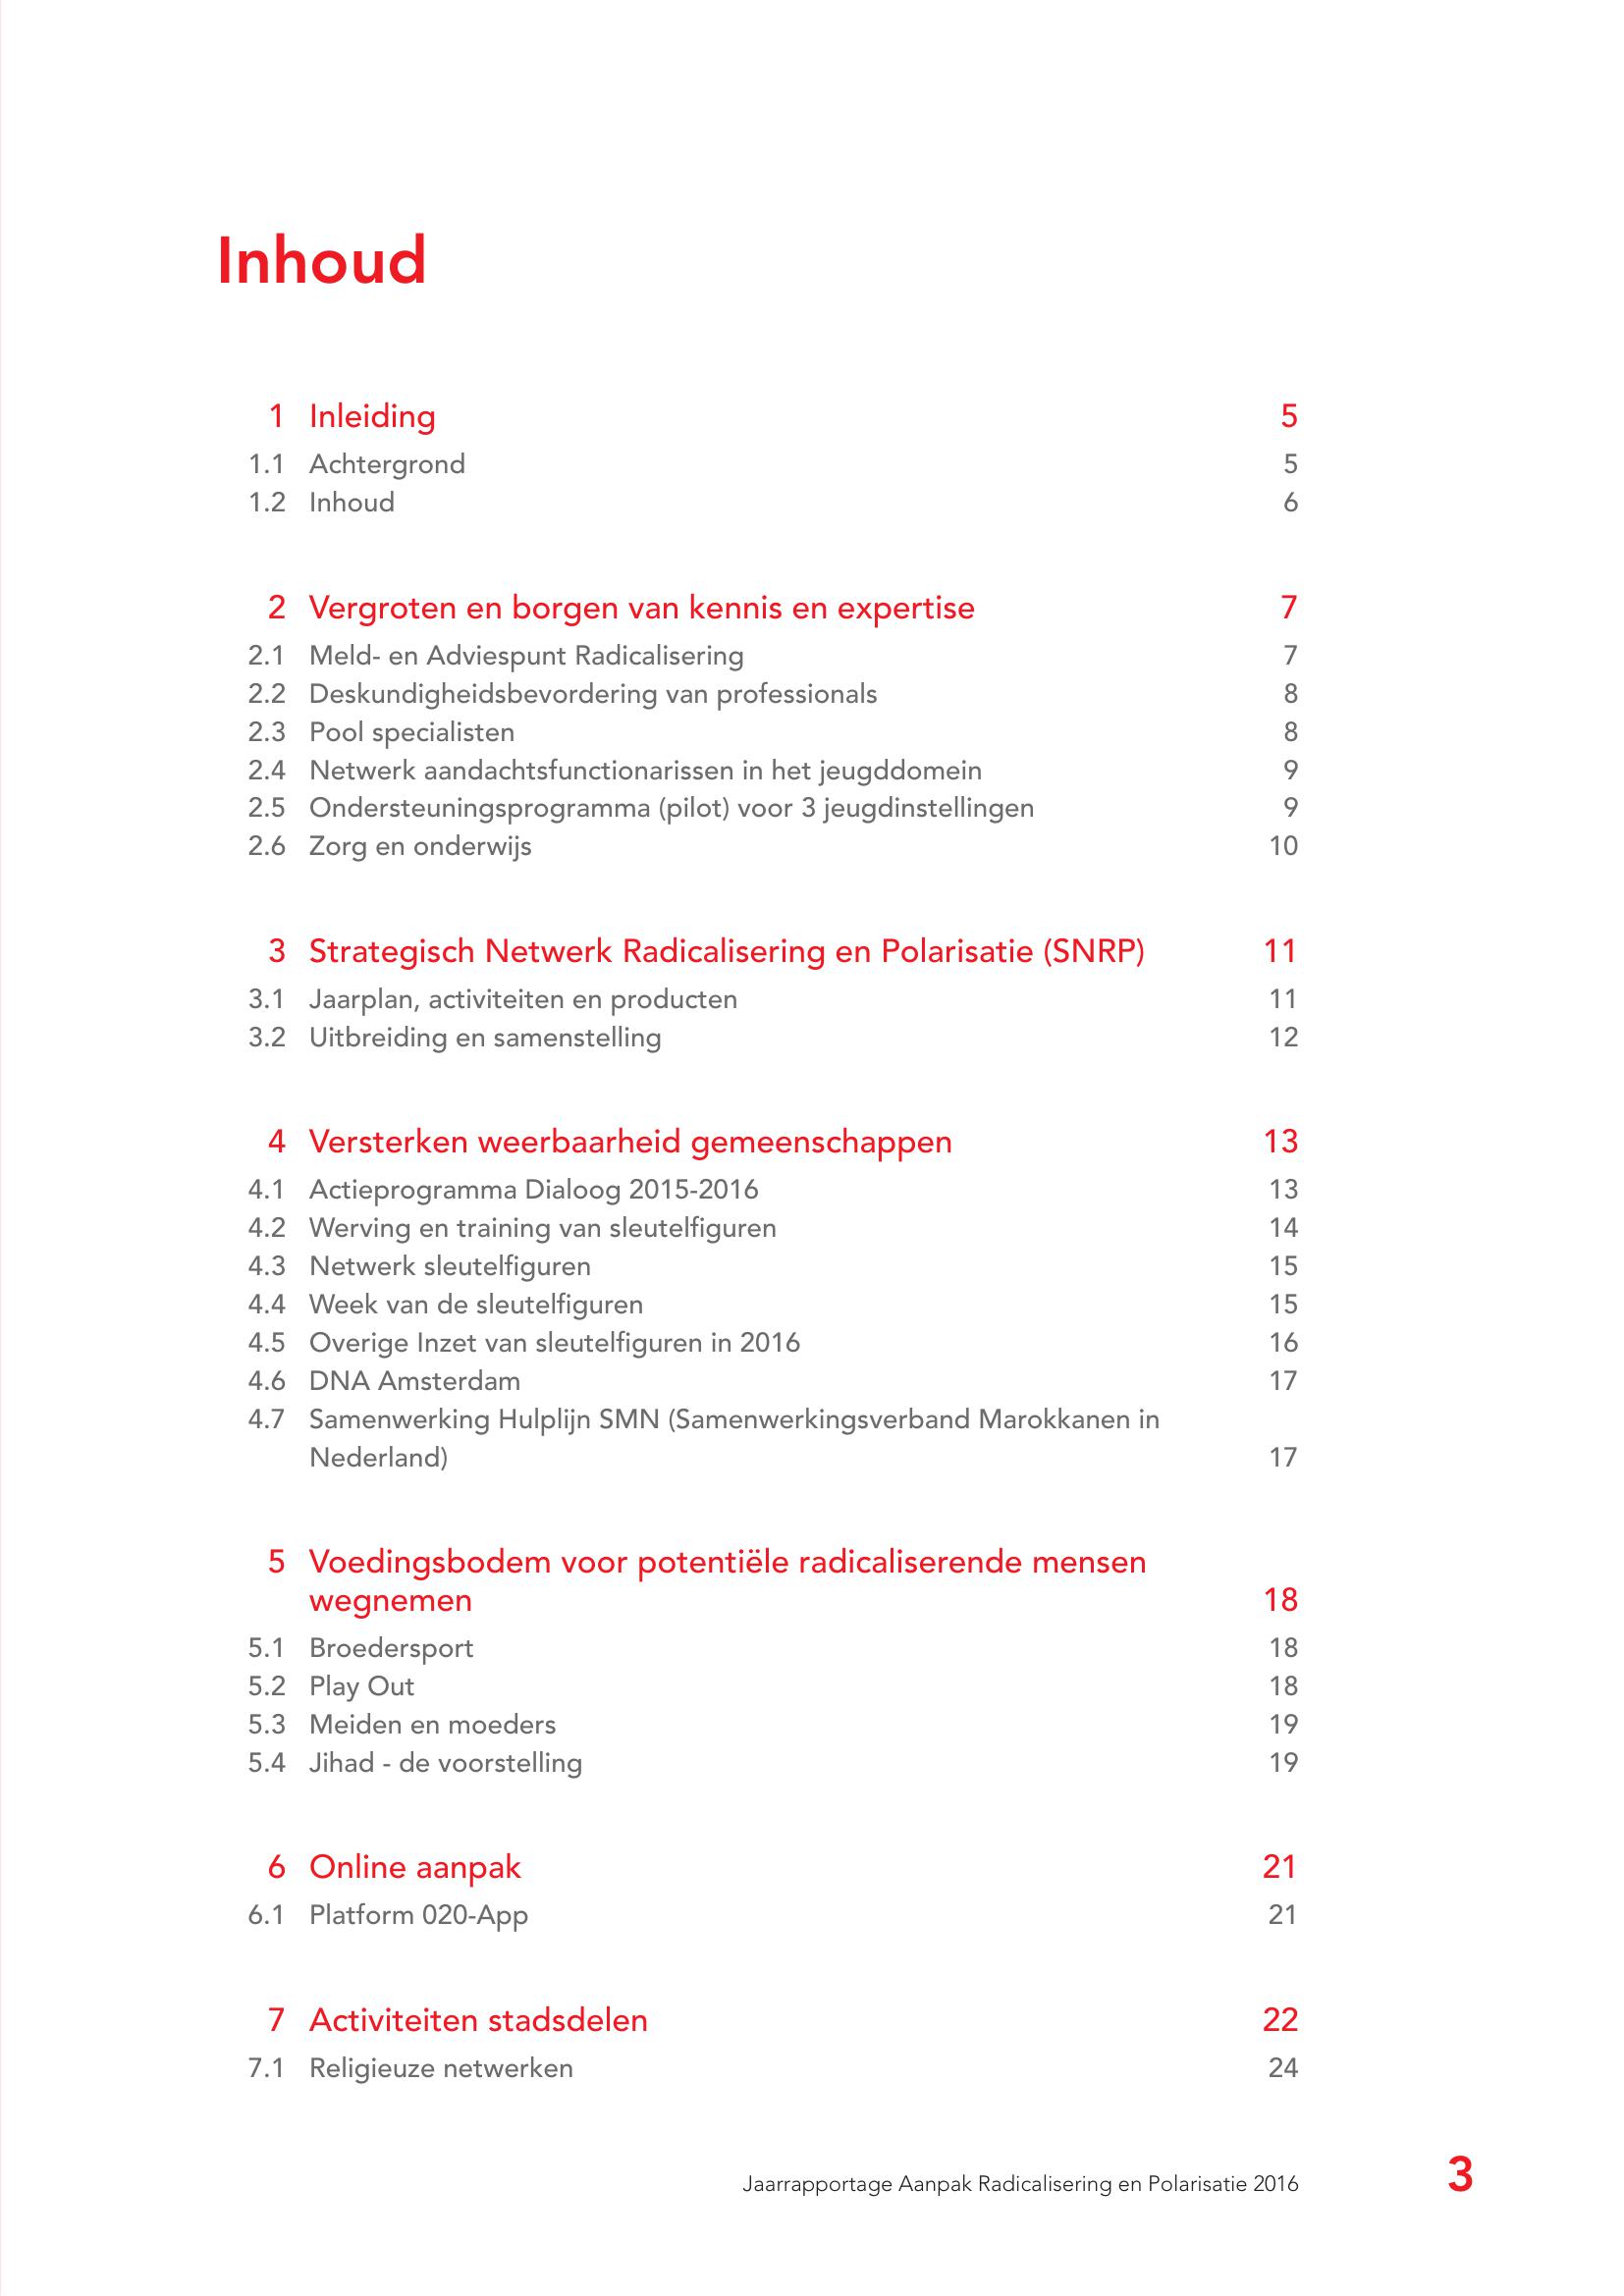 Inhoud
1 Inleiding 5
1.1 Achtergrond 5
1.2 Inhoud 6
2 Vergroten en borgen van kennis en expertise 7
2.1 Meld- en Adviespunt Radicalisering 7
2.2 Deskundigheidsbevordering van professionals 8
2.3 Pool specialisten 8
2.4 Netwerk aandachtsfunctionarissen in het jeugddomein 9
2.5 Ondersteuningsprogramma (pilot) voor 3 jeugdinstellingen 9
2.6 Zorg en onderwijs 10
3 Strategisch Netwerk Radicalisering en Polarisatie (SNRP) 11
3.1 Jaarplan, activiteiten en producten 11
3.2 Uitbreiding en samenstelling 12
4 Versterken weerbaarheid gemeenschappen 13
4.1 Actieprogramma Dialoog 2015-2016 13
4.2 Werving en training van sleutelfiguren 14
4.3 Netwerk sleutelfiguren 15
4.4 Week van de sleutelfiguren 15
4.5 Overige Inzet van sleutelfiguren in 2016 16
4.6 DNA Amsterdam 17
4.7 Samenwerking Hulplijn SMN (Samenwerkingsverband Marokkanen in
Nederland) 17
5 Voedingsbodem voor potentiële radicaliserende mensen
wegnemen 18
5.1 Broedersport 18
5.2 Play Out 18
5.3 Meiden en moeders 19
5.4 Jihad - de voorstelling 19
6 Online aanpak 21
6.1 Platform 020-App 21
7 Activiteiten stadsdelen 22
7.1 Religieuze netwerken 24
Jaarrapportage Aanpak Radicalisering en Polarisatie 2016 3